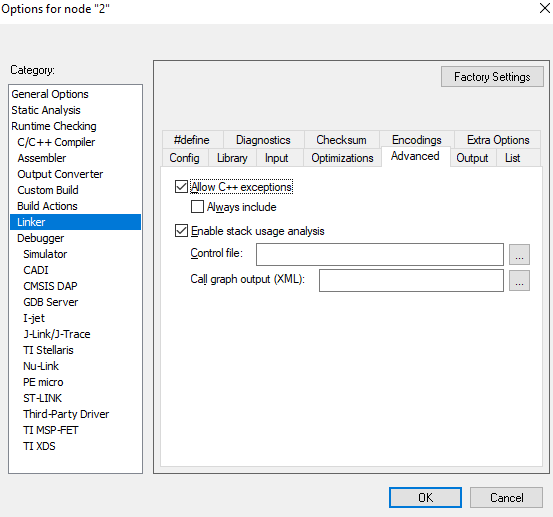 Options for node "2"
Category:
Factory Settings
General Options
Static Analysis
Runtime Checking
C/C++ Compiler
Assembler
Output Converter
Custom Build
Build Actions
Linker
Debugger
Simulator
CADI
CMSIS DAP
GDB Server
I-jet
J-Link/J-Trace
TI Stellaris
Nu-Link
PE micro
ST-LINK
Third-Party Driver
TI MSP-FET
TI XDS
#define Diagnostics Checksum Encodings Extra Options
Config Library Input Optimizations Advanced Output List
Allow C++ exceptions
Always include
Enable stack usage analysis
Control file:
...
Call graph output (XML):
...
OK Cancel